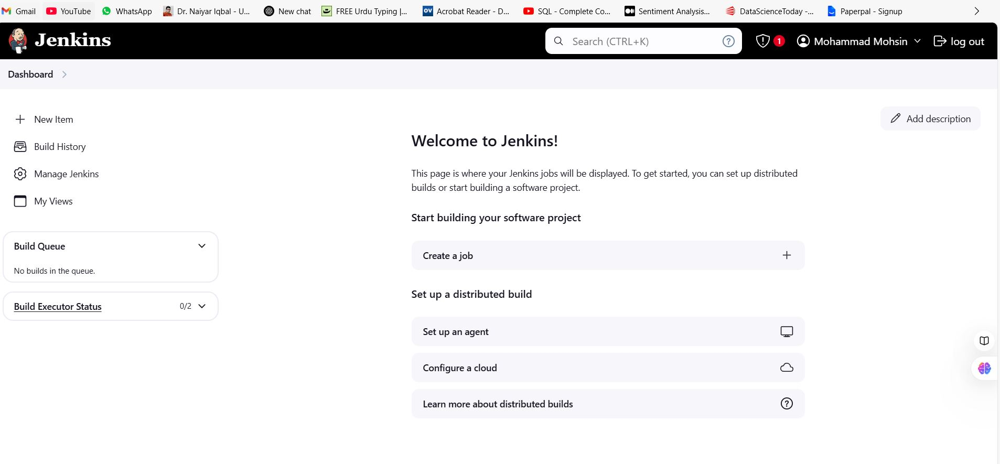 Gmail
YouTube
WhatsApp
Dr. Naiyar Iqbal - U...
New chat
FREE Urdu Typing |...
OV
Acrobat Reader - D...
SQL - Complete Co...
Sentiment Analysis...
DataScienceToday -...
Paperpal - Signup
Jenkins
Search (CTRL+K)
?
1
Mohammad Mohsin
log out
Dashboard
New Item
Build History
Manage Jenkins
My Views
Build Queue
No builds in the queue.
Build Executor Status
0/2
Add description
Welcome to Jenkins!
This page is where your Jenkins jobs will be displayed. To get started, you can set up distributed
builds or start building a software project.
Start building your software project
Create a job
Set up a distributed build
Set up an agent
Configure a cloud
Learn more about distributed builds
?